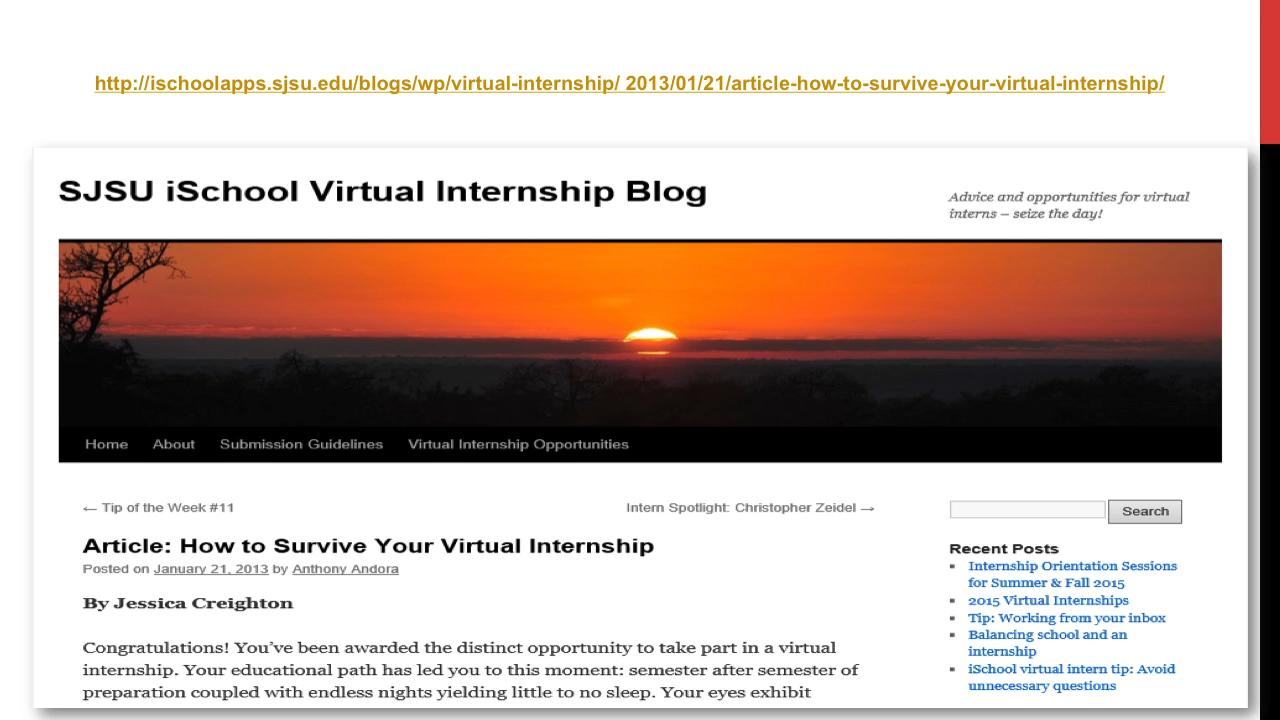 http://ischoolapps.sjsu.edu/blogs/wp/virtual-internship/ 2013/01/21/article-how-to-survive-your-virtual-internship/
SJSU iSchool Virtual Internship Blog
Advice and opportunities for virtual
interns – seize the day!
Home About Submission Guidelines Virtual Internship Opportunities
← Tip of the Week #11
Intern Spotlight: Christopher Zeidel →
Article: How to Survive Your Virtual Internship
Posted on January 21, 2013 by Anthony Andora
By Jessica Creighton
Congratulations! You’ve been awarded the distinct opportunity to take part in a virtual
internship. Your educational path has led you to this moment: semester after semester of
preparation coupled with endless nights yielding little to no sleep. Your eyes exhibit
Search
Recent Posts
▪ Internship Orientation Sessions
for Summer & Fall 2015
▪ 2015 Virtual Internships
▪ Tip: Working from your inbox
▪ Balancing school and an
internship
▪ iSchool virtual intern tip: Avoid
unnecessary questions